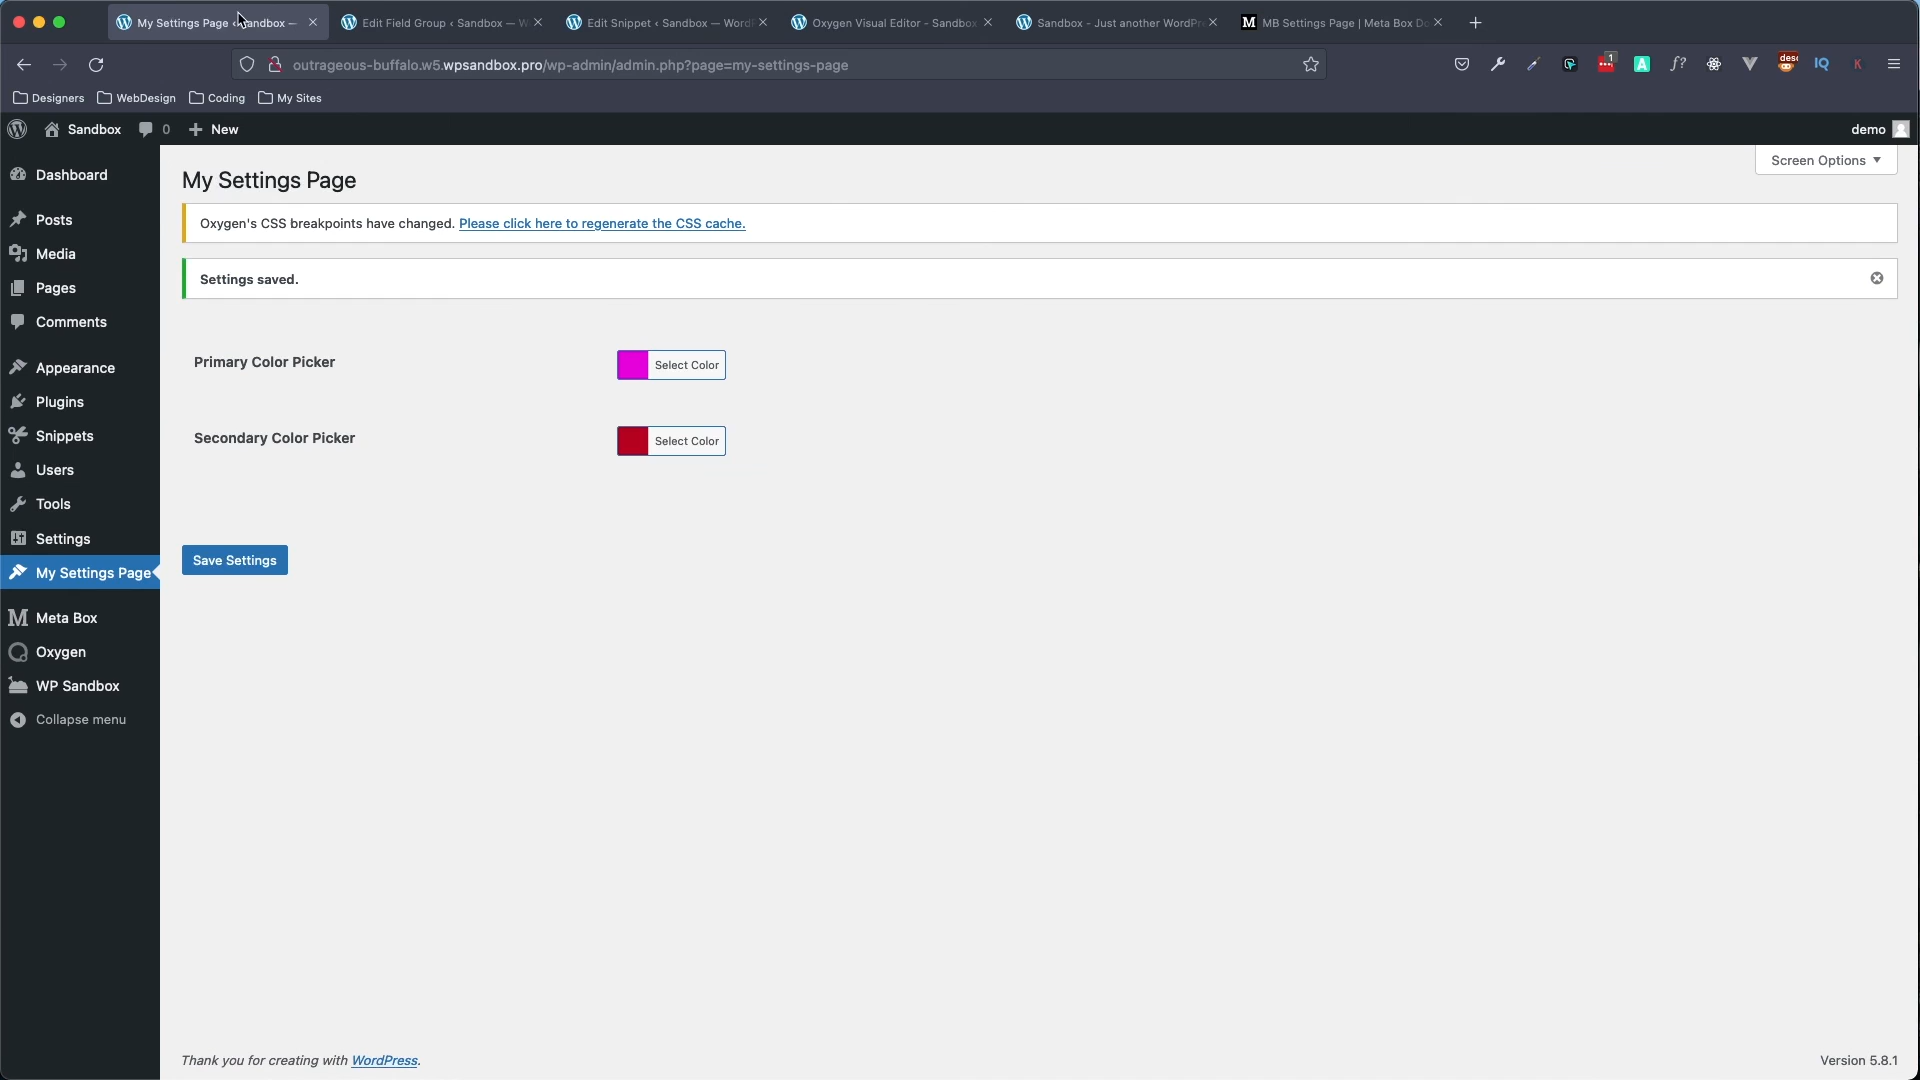 My Settings Page ‹ Sandbox —
Edit Field Group ‹ Sandbox — W
Edit Snippet ‹ Sandbox — WordP
Oxygen Visual Editor - Sandbox
Sandbox - Just another WordPr
M MB Settings Page | Meta Box Do
outrageous-buffalo.w5.wpsandbox.pro/wp-admin/admin.php?page=my-settings-page
1
A
f?
desc
IQ
K
Designers
WebDesign
Coding
My Sites
Sandbox
0
New
demo
Screen Options
Dashboard
Posts
Media
Pages
Comments
Appearance
Plugins
Snippets
Users
Tools
Settings
My Settings Page
Meta Box
Oxygen
WP Sandbox
Collapse menu
My Settings Page
Oxygen's CSS breakpoints have changed. Please click here to regenerate the CSS cache.
Settings saved.
Primary Color Picker
Select Color
Secondary Color Picker
Select Color
Save Settings
Thank you for creating with WordPress.
Version 5.8.1